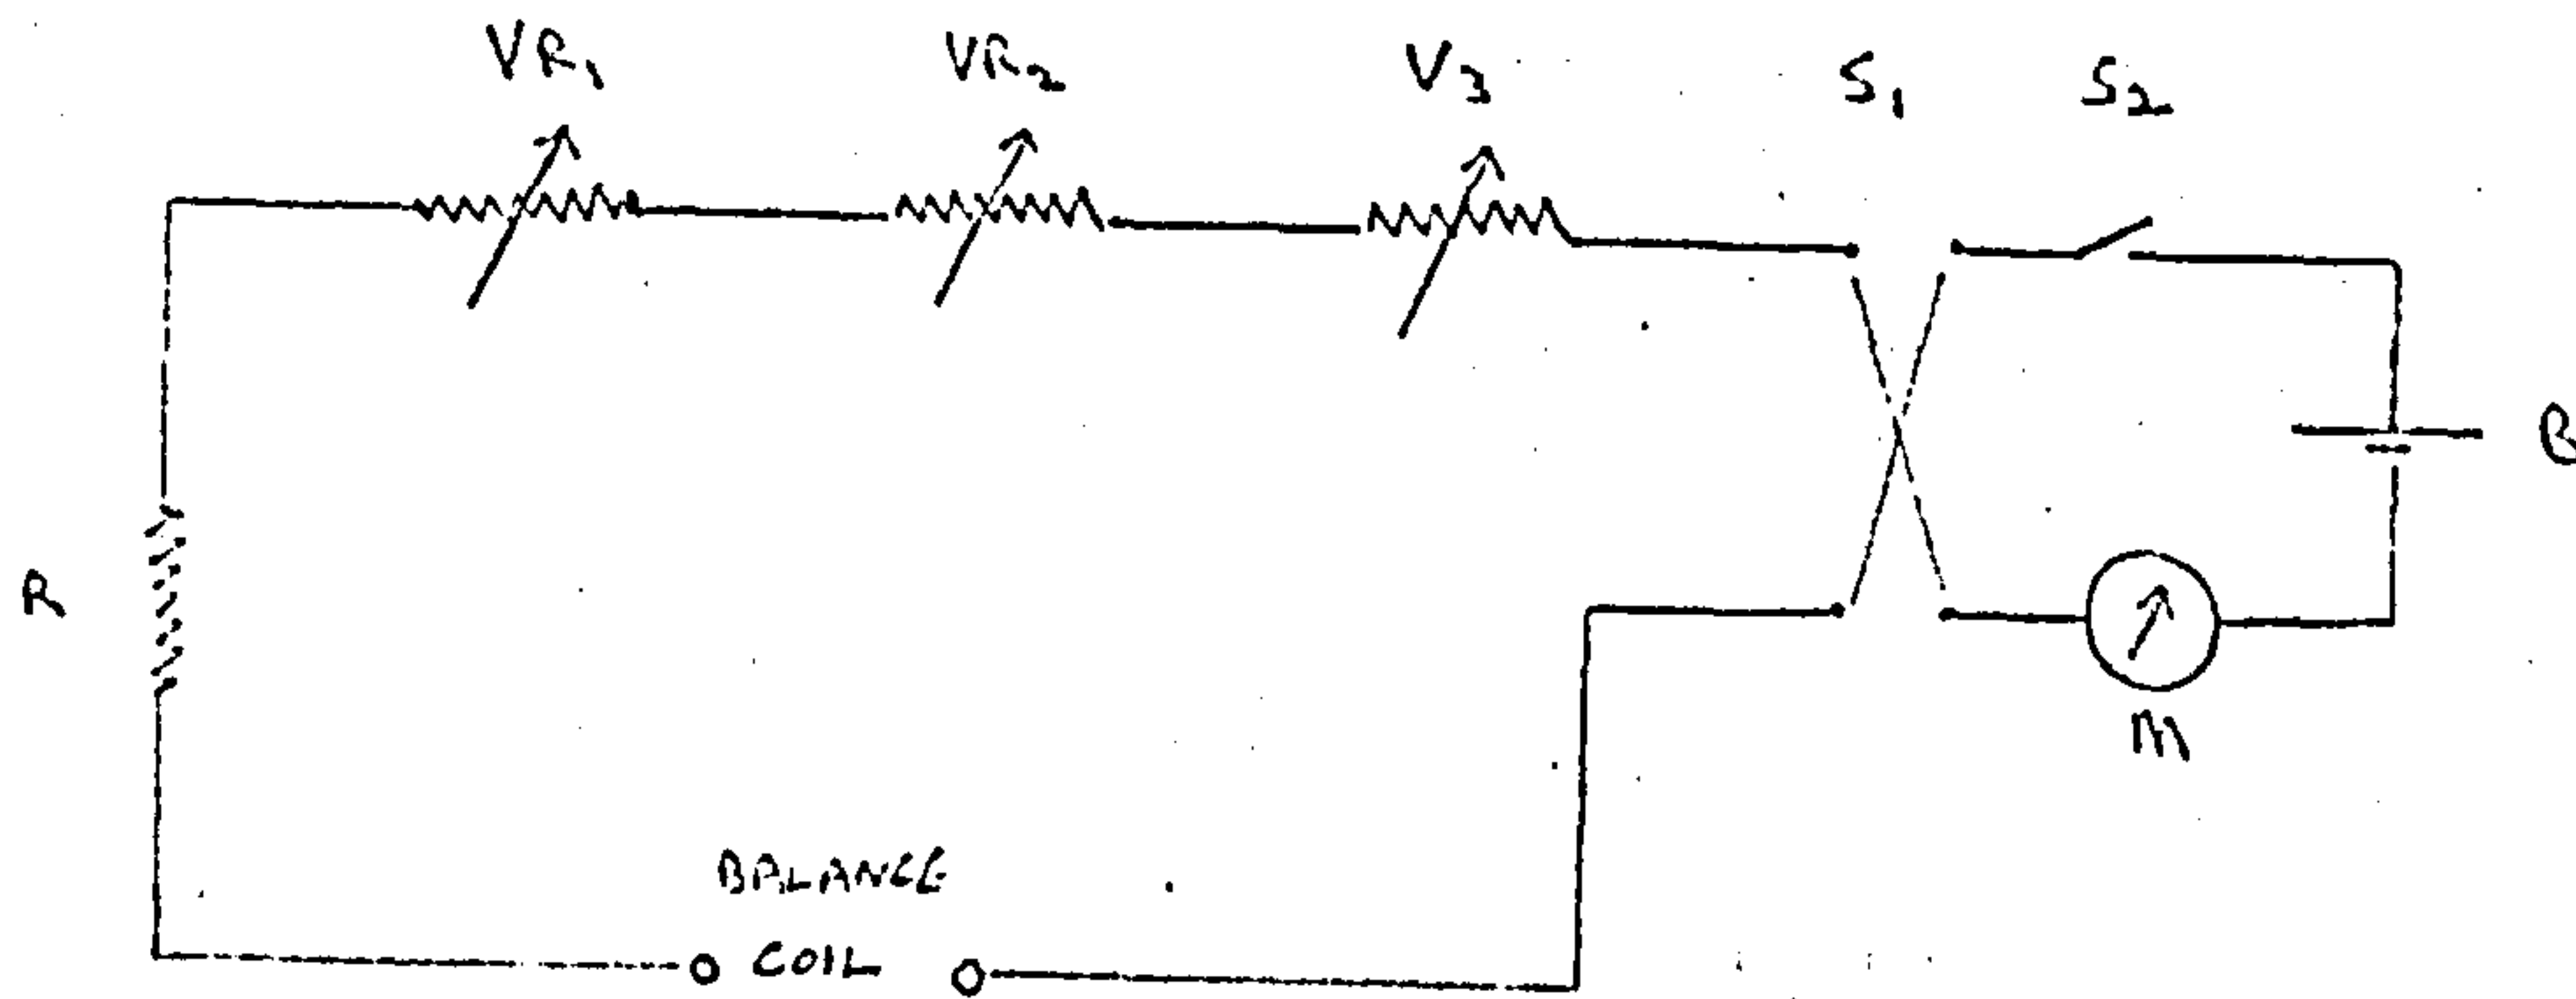 VR₁ VR₂ V₃ S₁ S₂
B
R
M
BALANCE
COIL